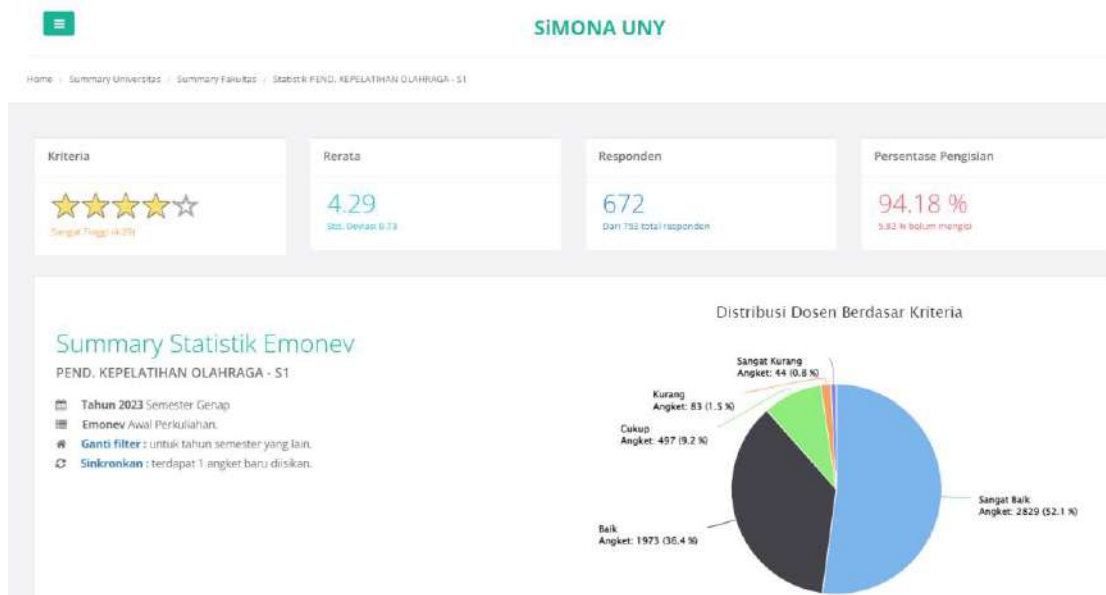 SiMONA UNY
Home / Summary Universitas / Summary Fakultas / Statistik PEND. KEPELATIHAN OLAHRAGA - S1
Kriteria
Sangat Tinggi (4.29)
Rerata
4.29
Std. Deviasi 0.73
Responden
672
Dari 753 total responden
Persentase Pengisian
94.18 %
5.82 % belum mengisi
Summary Statistik Emonev
PEND. KEPELATIHAN OLAHRAGA - S1
Tahun 2023 Semester Genap
Emonev Awal Perkuliahan.
Ganti filter : untuk tahun semester yang lain.
Sinkronkan : terdapat 1 angket baru diisikan.
Distribusi Dosen Berdasar Kriteria
Sangat Kurang
Angket: 44 (0.8 %)
Kurang
Angket: 83 (1.5 %)
Cukup
Angket: 497 (9.2 %)
Baik
Angket: 1973 (36.4 %)
Sangat Baik
Angket: 2829 (52.1 %)